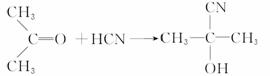 CH₃
C=O + HCN ⟶ CH₃—C—CH₃
CH₃
CN
OH